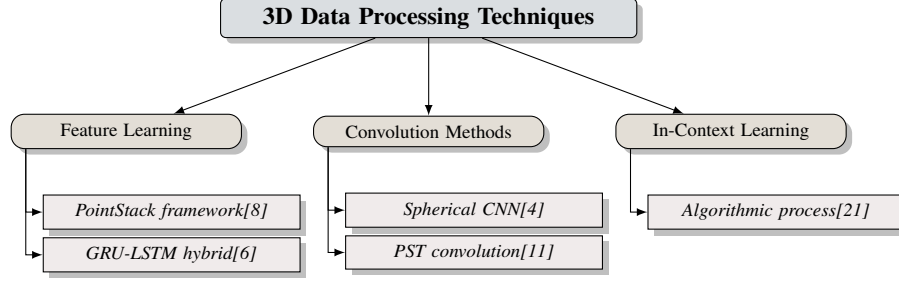 3D Data Processing Techniques
Feature Learning
Convolution Methods
In-Context Learning
PointStack framework[8]
Spherical CNN[4]
Algorithmic process[21]
GRU-LSTM hybrid[6]
PST convolution[11]